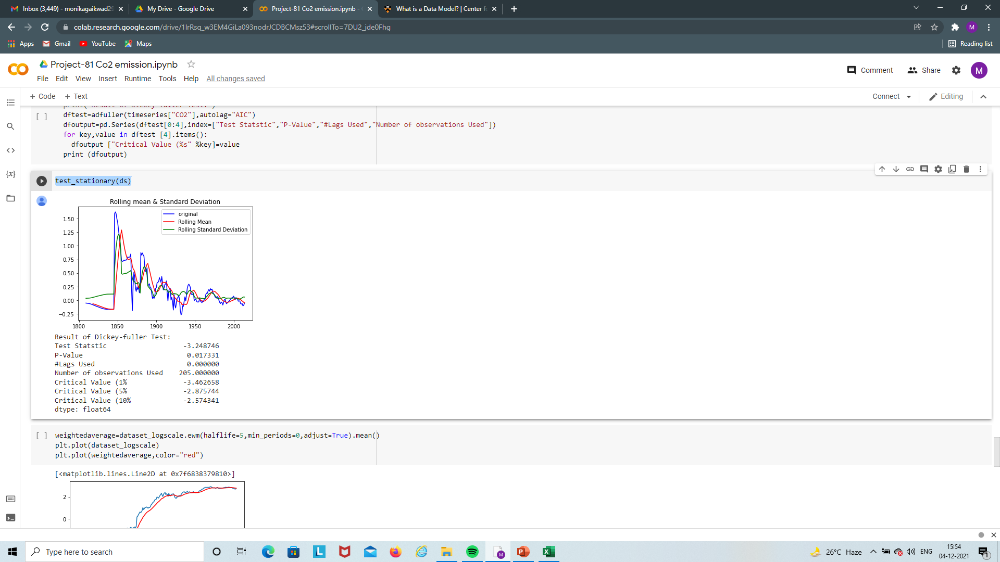 Inbox (3,449) - monikagaikwad29
My Drive - Google Drive
Project-81 Co2 emission.ipynb -
What is a Data Model? | Center f
colab.research.google.com/drive/1IrRsq_w3EM4GiLa093nodrJCDBCMsz53#scrollTo=7DU2_jde0Fhg
M
Apps
Gmail
YouTube
Maps
Reading list
Project-81 Co2 emission.ipynb
Comment
Share
M
File Edit View Insert Runtime Tools Help All changes saved
+ Code + Text
Connect
Editing
print("Result of Dickey-fuller Test:")
[ ]
dftest=adfuller(timeseries["CO2"],autolag="AIC")
dfoutput=pd.Series(dftest[0:4],index=["Test Statstic","P-Value","#Lags Used","Number of observations Used"])
for key,value in dftest [4].items():
dfoutput ["Critical Value (%s" %key]=value
print (dfoutput)
{x}
test_stationary(ds)
Rolling mean & Standard Deviation
original
Rolling Mean
Rolling Standard Deviation
1.50
1.25
1.00
0.75
0.50
0.25
0.00
−0.25
1800 1850 1900 1950 2000
Result of Dickey-fuller Test:
Test Statstic -3.248746
P-Value 0.017331
#Lags Used 0.000000
Number of observations Used 205.000000
Critical Value (1% -3.462658
Critical Value (5% -2.875744
Critical Value (10% -2.574341
dtype: float64
[ ] weightedaverage=dataset_logscale.ewm(halflife=5,min_periods=0,adjust=True).mean()
plt.plot(dataset_logscale)
plt.plot(weightedaverage,color="red")
[<matplotlib.lines.Line2D at 0x7f6838379810>]
2
0
Type here to search
26°C Haze
ENG
15:54
04-12-2021
1